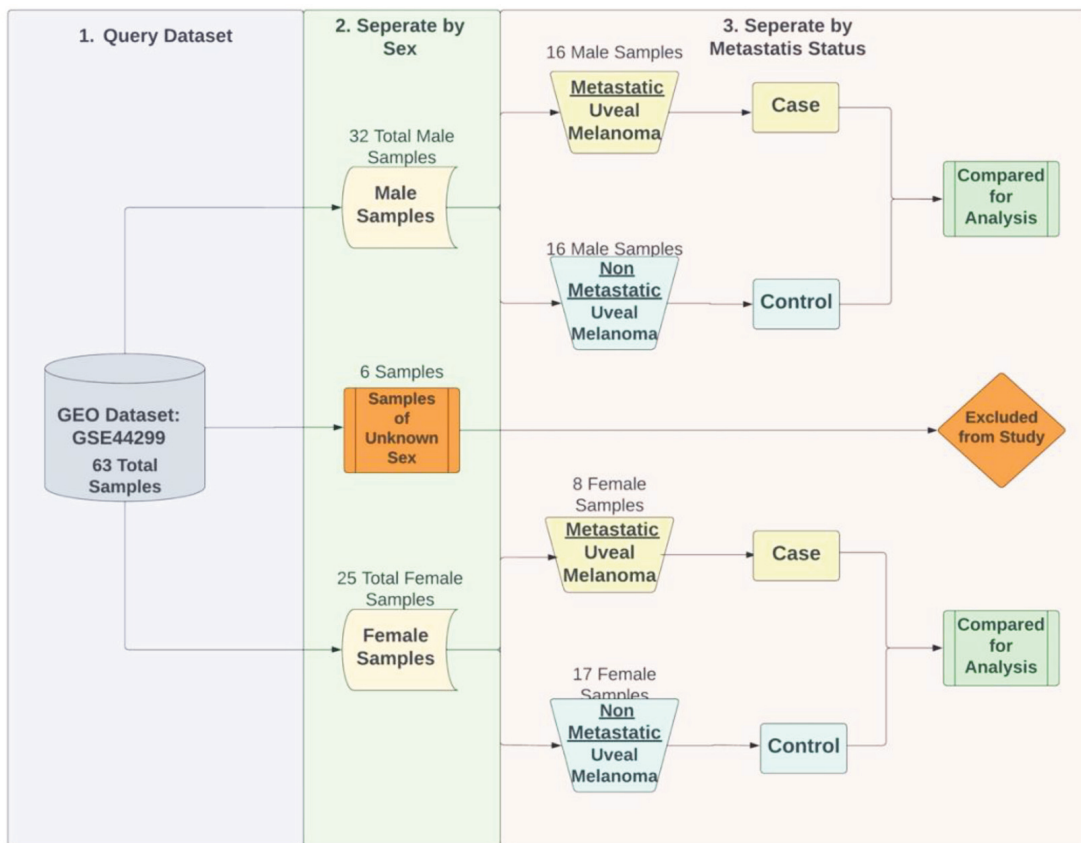 1. Query Dataset
2. Seperate by
Sex
3. Seperate by
Metastatis Status
GEO Dataset:
GSE44299
63 Total
Samples
32 Total Male
Samples
Male
Samples
6 Samples
Samples
of
Unknown
Sex
25 Total Female
Samples
Female
Samples
16 Male Samples
Metastatic
Uveal
Melanoma
Case
16 Male Samples
Non
Metastatic
Uveal
Melanoma
Control
Compared
for
Analysis
Excluded
from Study
8 Female
Samples
Metastatic
Uveal
Melanoma
Case
17 Female
Samples
Non
Metastatic
Uveal
Melanoma
Control
Compared
for
Analysis